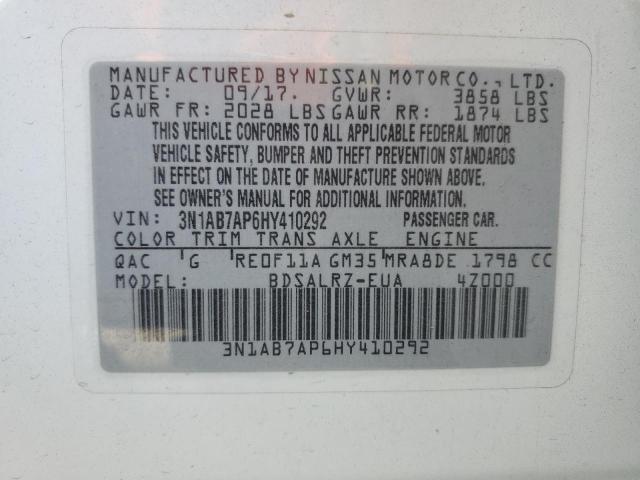 MANUFACTURED BY NISSAN MOTOR CO., LTD.
DATE: 09/17. GVWR: 3858 LBS
GAWR FR: 2028 LBS GAWR RR: 1874 LBS
THIS VEHICLE CONFORMS TO ALL APPLICABLE FEDERAL MOTOR
VEHICLE SAFETY, BUMPER AND THEFT PREVENTION STANDARDS
IN EFFECT ON THE DATE OF MANUFACTURE SHOWN ABOVE.
SEE OWNER'S MANUAL FOR ADDITIONAL INFORMATION.
VIN: 3N1AB7AP6HY410292 PASSENGER CAR.
COLOR TRIM TRANS AXLE ENGINE
QAC G RE0F11A GM35 MRA8DE 1798 CC
MODEL: BDSALRZ-EUA 4Z000
3N1AB7AP6HY410292